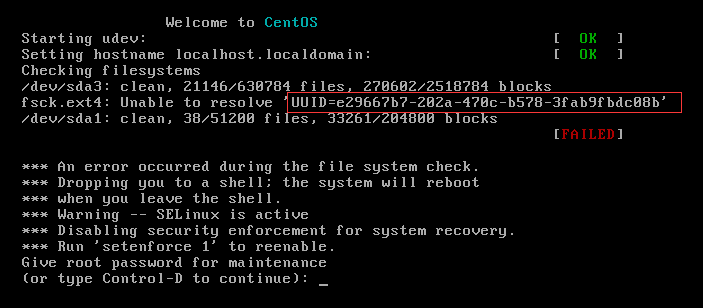 Welcome to CentOS
Starting udev: [ OK ]
Setting hostname localhost.localdomain: [ OK ]
Checking filesystems
/dev/sda3: clean, 21146/630784 files, 270602/2518784 blocks
fsck.ext4: Unable to resolve 'UUID=e29667b7-202a-470c-b578-3fab9fbdc08b'
/dev/sda1: clean, 38/51200 files, 33261/204800 blocks
[FAILED]
*** An error occurred during the file system check.
*** Dropping you to a shell; the system will reboot
*** when you leave the shell.
*** Warning -- SELinux is active
*** Disabling security enforcement for system recovery.
*** Run 'setenforce 1' to reenable.
Give root password for maintenance
(or type Control-D to continue): _